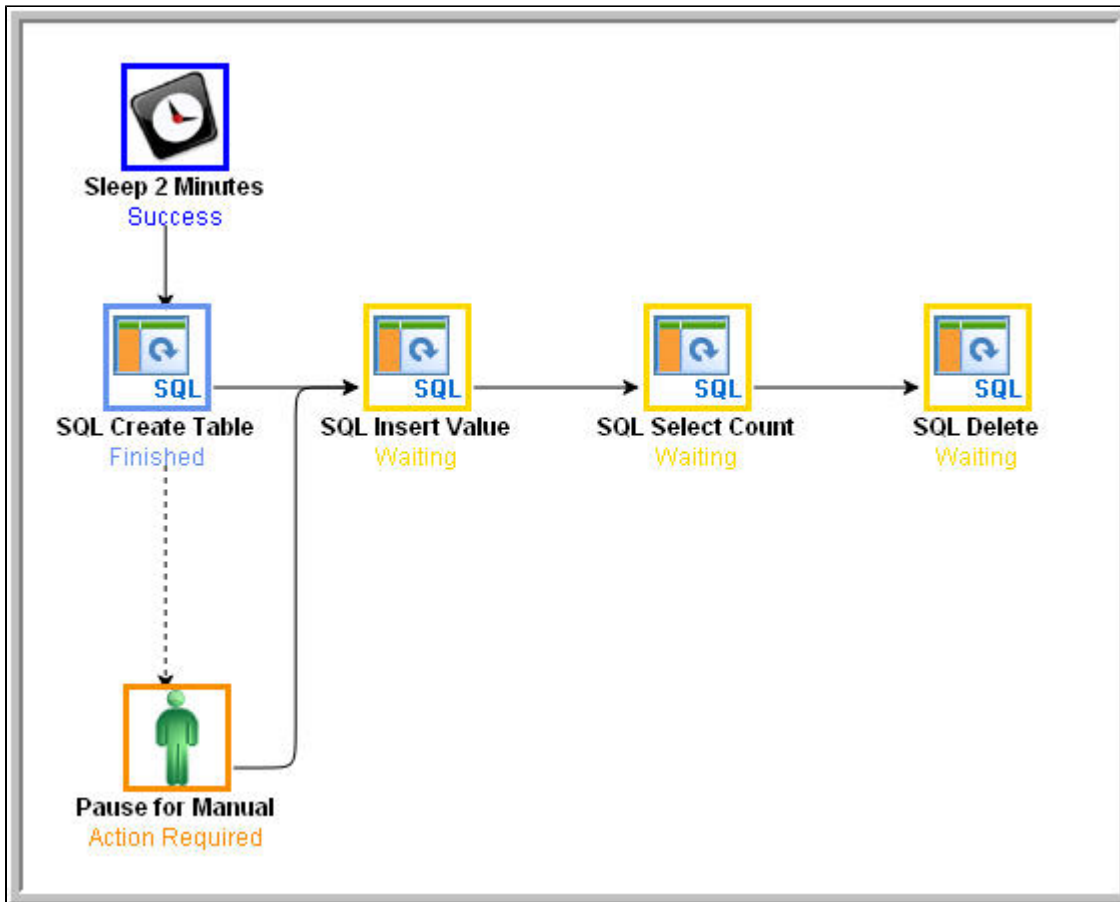 Sleep 2 Minutes
Success
SQL SQL SQL SQL
SQL Create Table SQL Insert Value SQL Select Count SQL Delete
Finished Waiting Waiting Waiting
Pause for Manual
Action Required